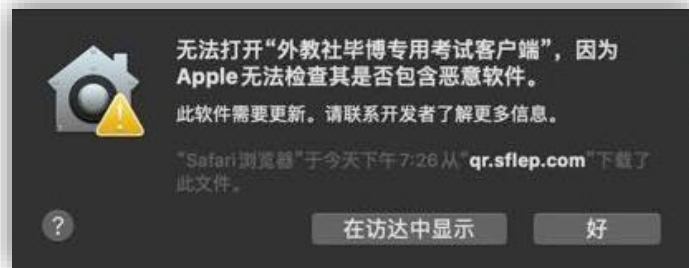 无法打开“外教社毕博专用考试客户端”，因为
Apple无法检查其是否包含恶意软件。
此软件需要更新。请联系开发者了解更多信息。
“Safari浏览器”于今天下午7:26从“qr.sflep.com”下载了
此文件。
?
在访达中显示
好